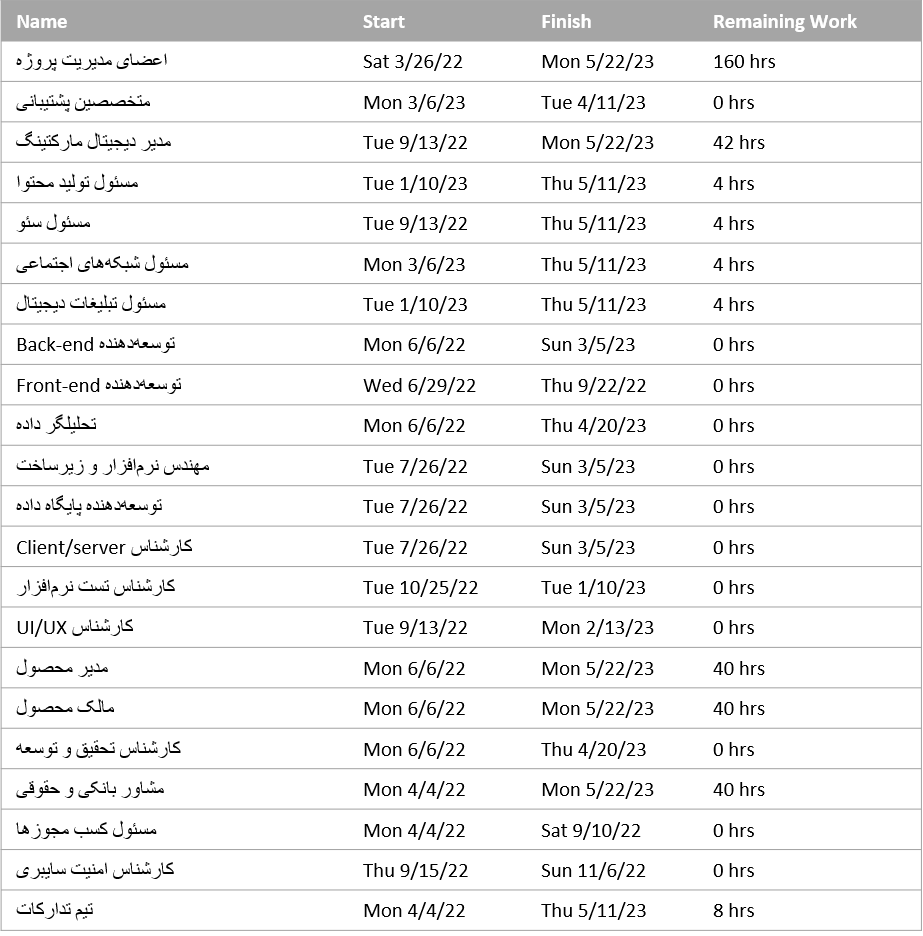 Name Start Finish Remaining Work
اعضای مدیریت پروژه Sat 3/26/22 Mon 5/22/23 160 hrs
متخصصین پشتیبانی Mon 3/6/23 Tue 4/11/23 0 hrs
مدیر دیجیتال مارکتینگ Tue 9/13/22 Mon 5/22/23 42 hrs
مسئول تولید محتوا Tue 1/10/23 Thu 5/11/23 4 hrs
مسئول سئو Tue 9/13/22 Thu 5/11/23 4 hrs
مسئول شبکه‌های اجتماعی Mon 3/6/23 Thu 5/11/23 4 hrs
مسئول تبلیغات دیجیتال Tue 1/10/23 Thu 5/11/23 4 hrs
توسعه‌دهنده Back-end Mon 6/6/22 Sun 3/5/23 0 hrs
توسعه‌دهنده Front-end Wed 6/29/22 Thu 9/22/22 0 hrs
تحلیلگر داده Mon 6/6/22 Thu 4/20/23 0 hrs
مهندس نرم‌افزار و زیرساخت Tue 7/26/22 Sun 3/5/23 0 hrs
توسعه‌دهنده پایگاه داده Tue 7/26/22 Sun 3/5/23 0 hrs
کارشناس Client/server Tue 7/26/22 Sun 3/5/23 0 hrs
کارشناس تست نرم‌افزار Tue 10/25/22 Tue 1/10/23 0 hrs
کارشناس UI/UX Tue 9/13/22 Mon 2/13/23 0 hrs
مدیر محصول Mon 6/6/22 Mon 5/22/23 40 hrs
مالک محصول Mon 6/6/22 Mon 5/22/23 40 hrs
کارشناس تحقیق و توسعه Mon 6/6/22 Thu 4/20/23 0 hrs
مشاور بانکی و حقوقی Mon 4/4/22 Mon 5/22/23 40 hrs
مسئول کسب مجوزها Mon 4/4/22 Sat 9/10/22 0 hrs
کارشناس امنیت سایبری Thu 9/15/22 Sun 11/6/22 0 hrs
تیم تدارکات Mon 4/4/22 Thu 5/11/23 8 hrs